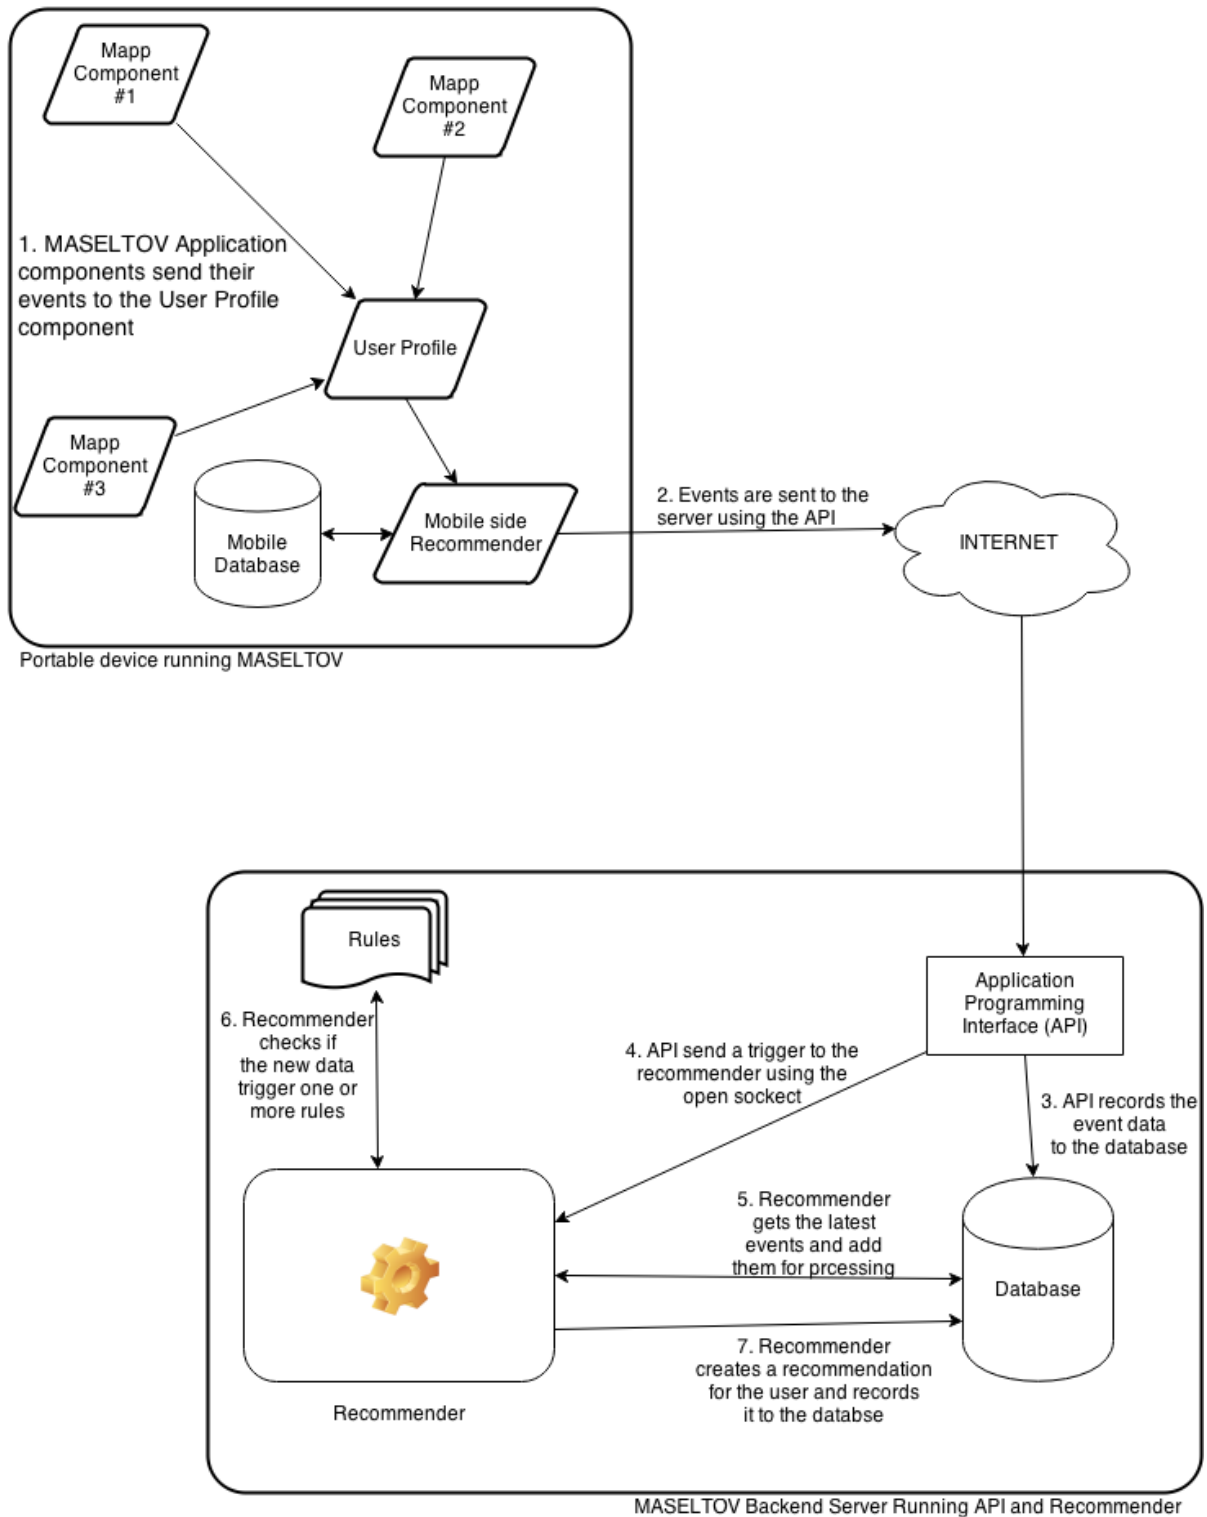 Mapp
Component
#1
Mapp
Component
#2
1. MASELTOV Application
components send their
events to the User Profile
component
User Profile
Mapp
Component
#3
Mobile
Database
Mobile side
Recommender
2. Events are sent to the
server using the API
INTERNET
Portable device running MASELTOV
Rules
Application
Programming
Interface (API)
6. Recommender
checks if
the new data
trigger one or
more rules
4. API send a trigger to the
recommender using the
open sockect
3. API records the
event data
to the database
5. Recommender
gets the latest
events and add
them for prcessing
Database
7. Recommender
creates a recommendation
for the user and records
it to the databse
Recommender
MASELTOV Backend Server Running API and Recommender